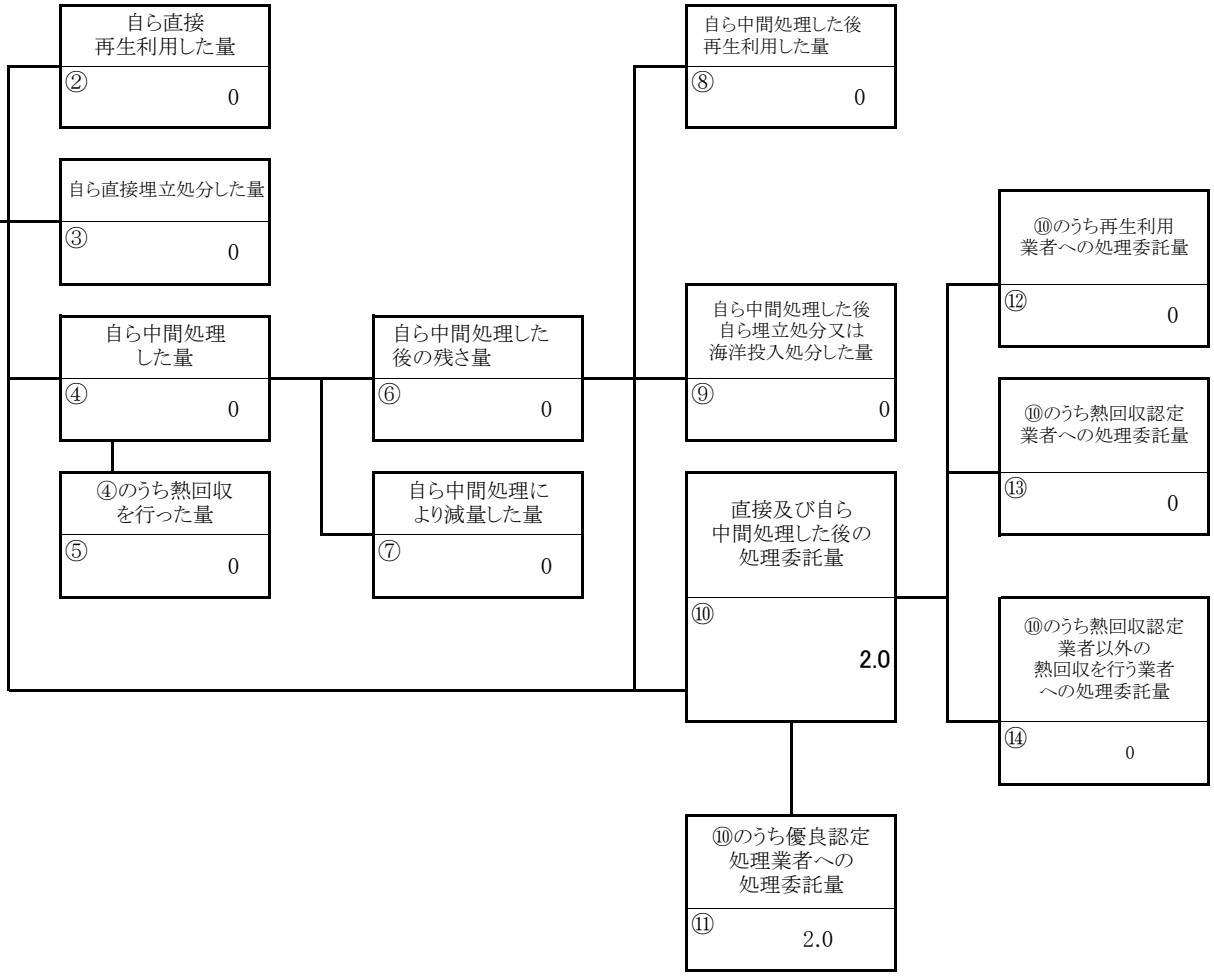 自ら直接
再生利用した量
②
0
自ら直接埋立処分した量
③
0
自ら中間処理
した量
④
0
④のうち熱回収
を行った量
⑤
0
自ら中間処理した
後の残さ量
⑥
0
自ら中間処理に
より減量した量
⑦
0
自ら中間処理した後
再生利用した量
⑧
0
自ら中間処理した後
自ら埋立処分又は
海洋投入処分した量
⑨
0
直接及び自ら
中間処理した後の
処理委託量
⑩
2.0
⑩のうち優良認定
処理業者への
処理委託量
⑪
2.0
⑩のうち再生利用
業者への処理委託量
⑫
0
⑩のうち熱回収認定
業者への処理委託量
⑬
0
⑩のうち熱回収認定
業者以外の
熱回収を行う業者
への処理委託量
⑭
0